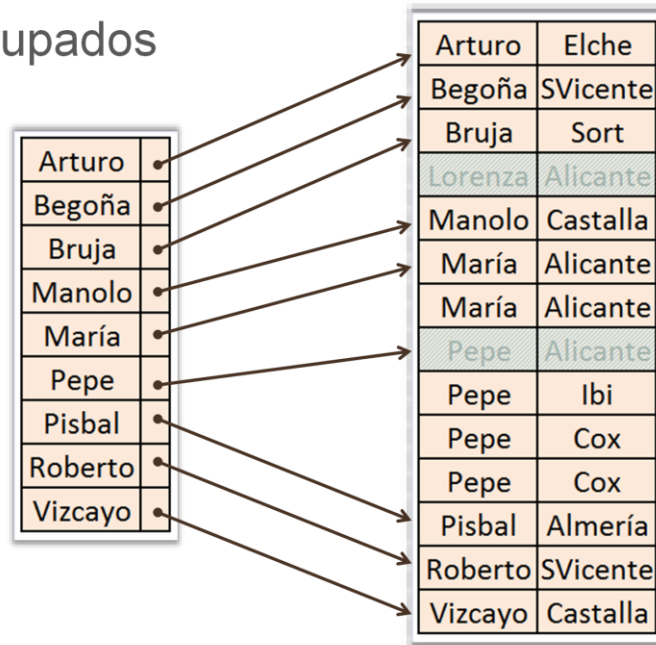 upados
Arturo
Begoña
Bruja
Manolo
María
Pepe
Pisbal
Roberto
Vizcayo
Arturo Elche
Begoña SVicente
Bruja Sort
Lorenza Alicante
Manolo Castalla
María Alicante
María Alicante
Pepe Alicante
Pepe Ibi
Pepe Cox
Pepe Cox
Pisbal Almería
Roberto SVicente
Vizcayo Castalla